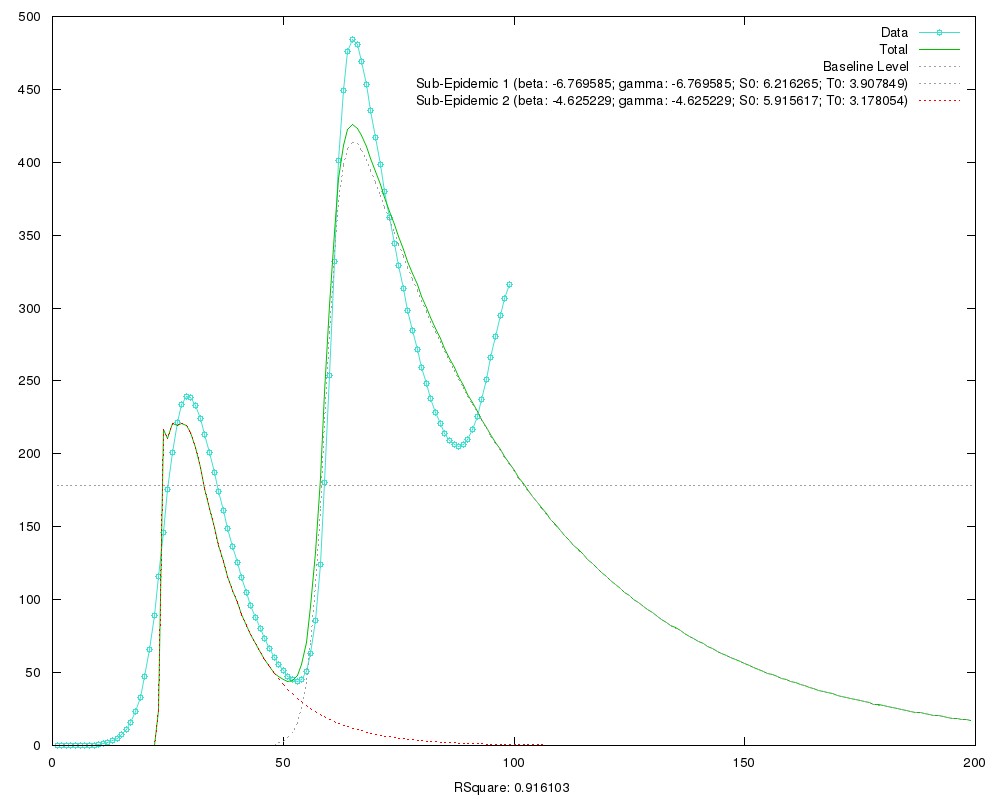 500
450
400
350
300
250
200
150
100
50
0
0 50 100 150 200
Data
Total
Baseline Level
Sub-Epidemic 1 (beta: -6.769585; gamma: -6.769585; S0: 6.216265; T0: 3.907849)
Sub-Epidemic 2 (beta: -4.625229; gamma: -4.625229; S0: 5.915617; T0: 3.178054)
RSquare: 0.916103